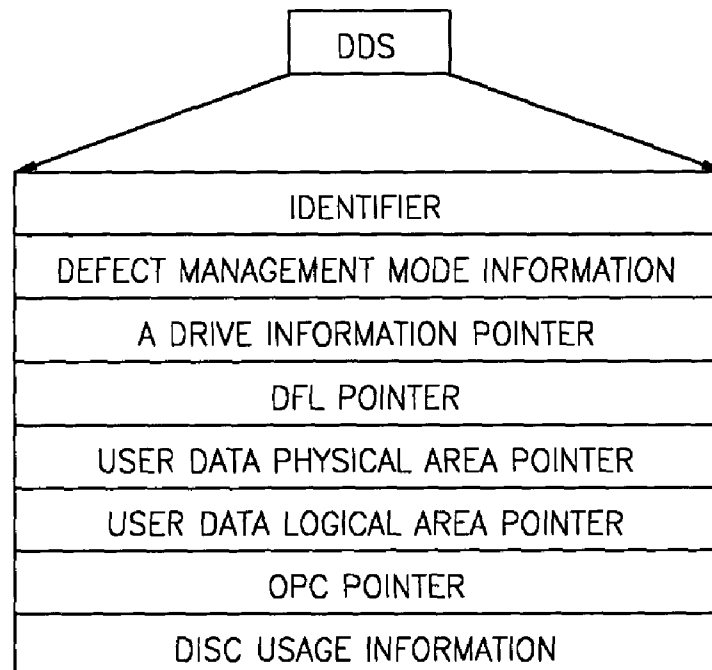 DDS
IDENTIFIER
DEFECT MANAGEMENT MODE INFORMATION
A DRIVE INFORMATION POINTER
DFL POINTER
USER DATA PHYSICAL AREA POINTER
USER DATA LOGICAL AREA POINTER
OPC POINTER
DISC USAGE INFORMATION